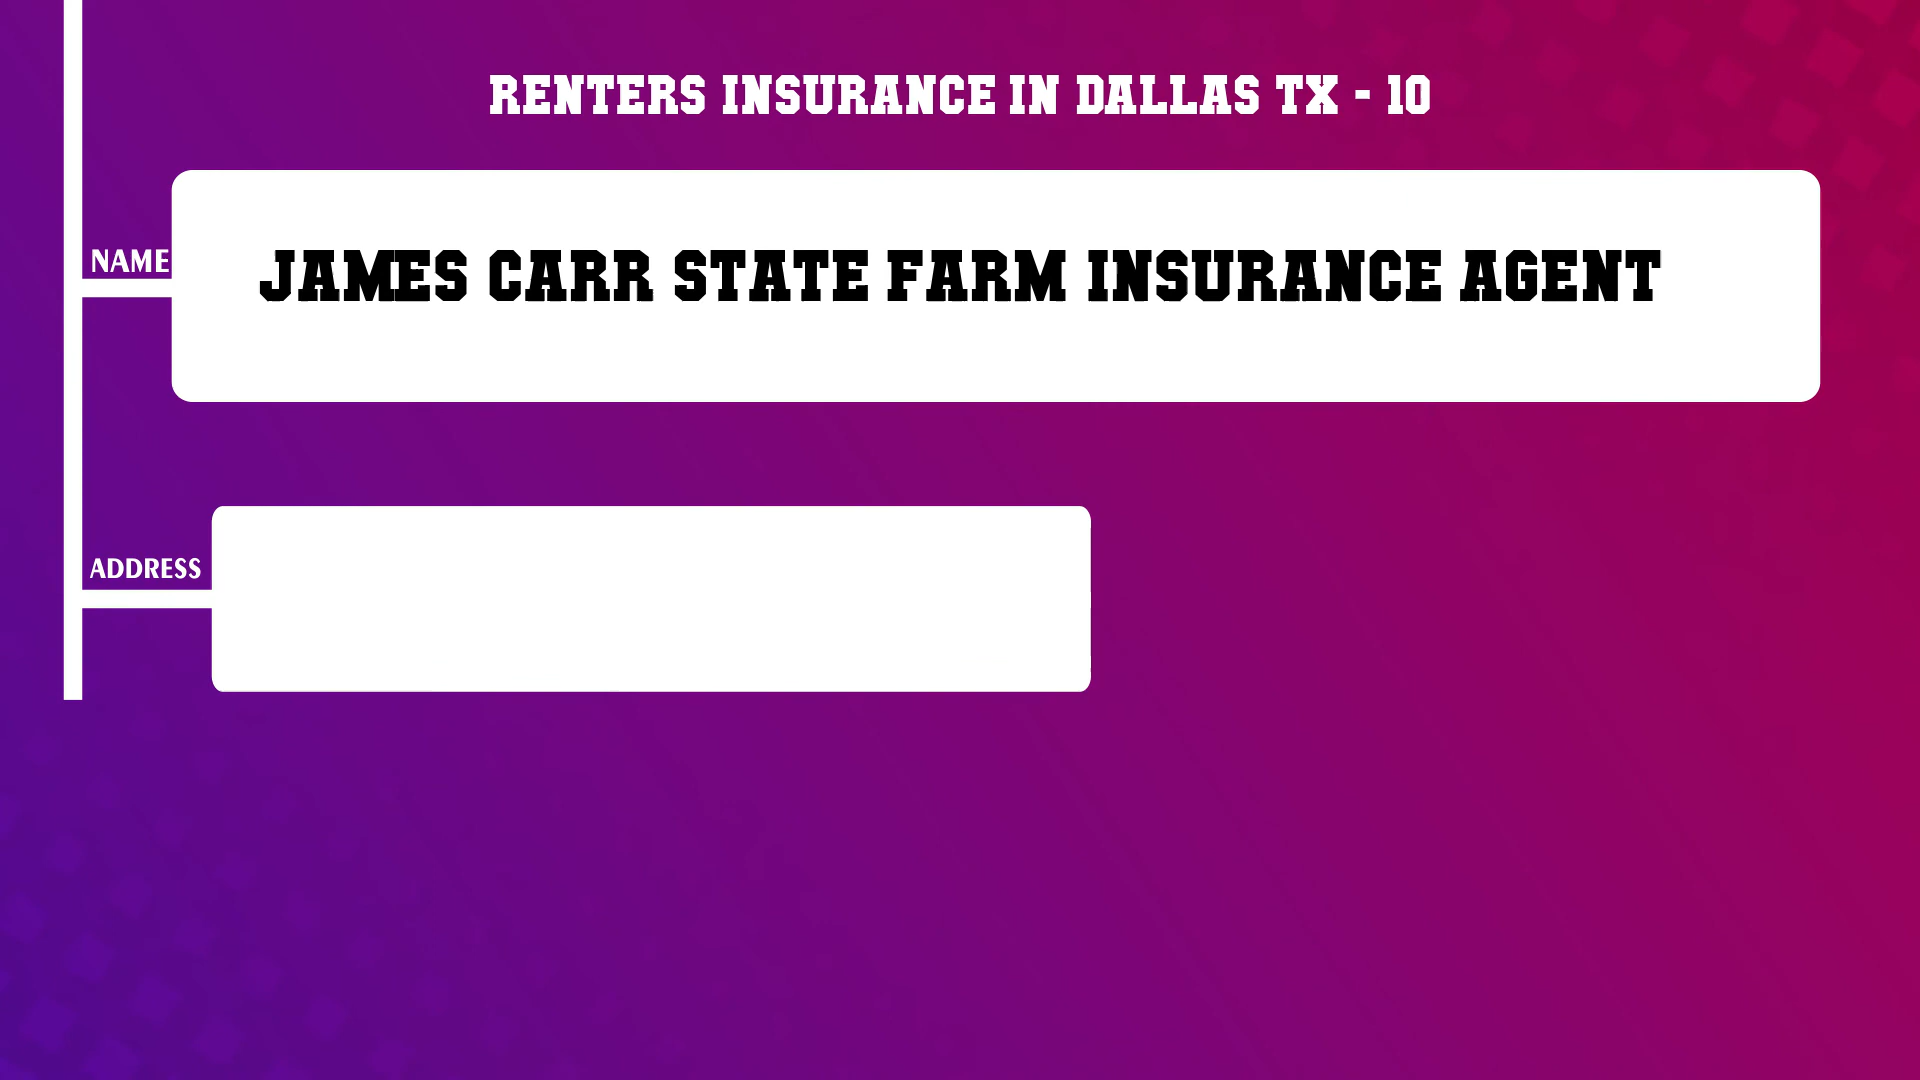 RENTERS INSURANCE IN DALLAS TX - 10
NAME
JAMES CARR STATE FARM INSURANCE AGENT
ADDRESS